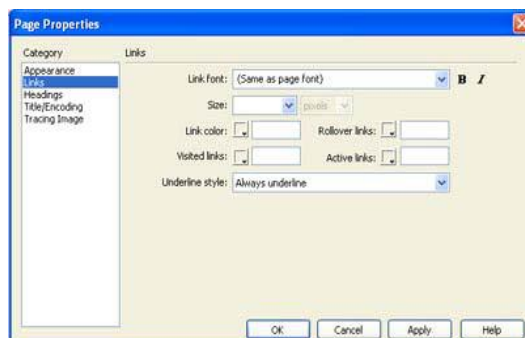 Page Properties
Category
Links
Appearance
Links
Headings
Title/Encoding
Tracing Image
Link font: (Same as page font) B I
Size: pixels
Link color: Rollover links:
Visited links: Active links:
Underline style: Always underline
OK Cancel Apply Help